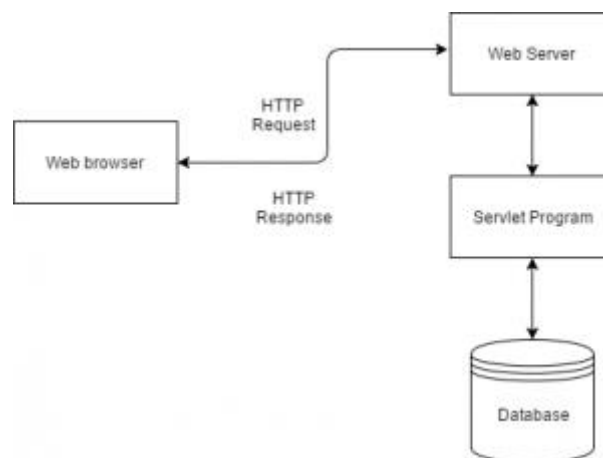 Web Server
HTTP
Request
Web browser
HTTP
Response
Servlet Program
Database